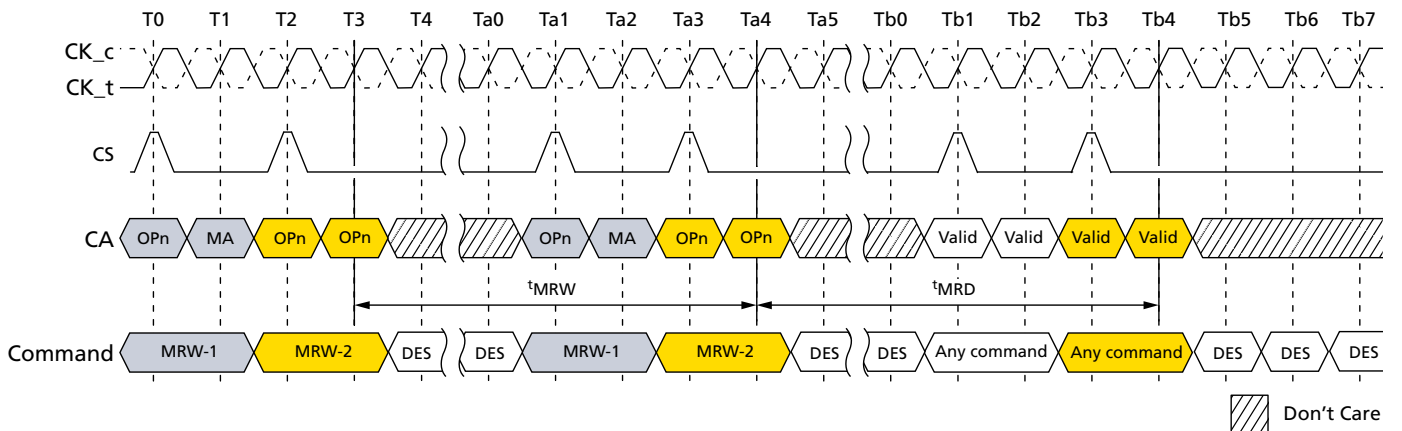 T0 T1 T2 T3 T4 Ta0 Ta1 Ta2 Ta3 Ta4 Ta5 Tb0 Tb1 Tb2 Tb3 Tb4 Tb5 Tb6 Tb7
CK_c
CK_t
CS
CA OPn MA OPn OPn OPn MA OPn OPn Valid Valid Valid Valid
tMRW tMRD
Command MRW-1 MRW-2 DES DES MRW-1 MRW-2 DES DES Any command Any command DES DES DES
Don't Care